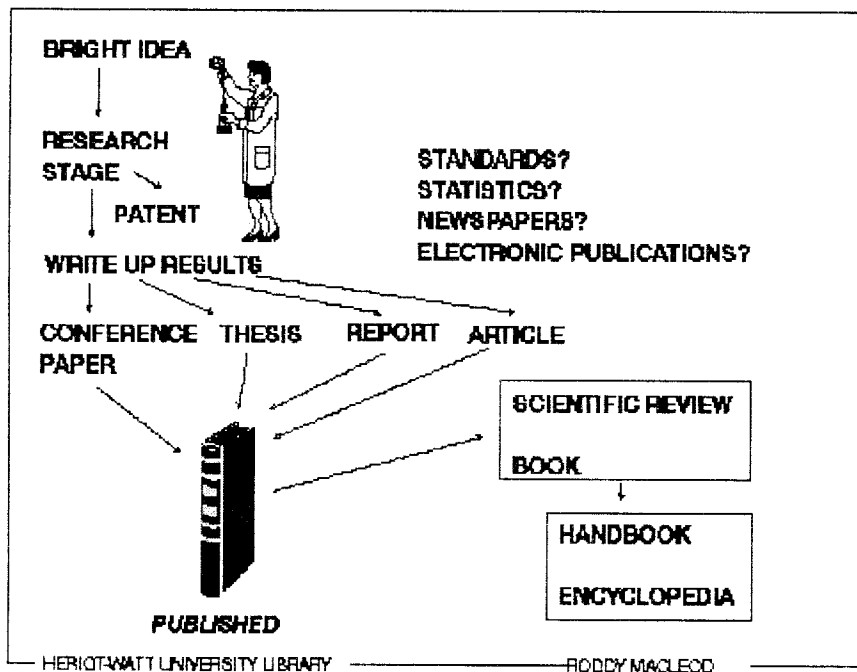 BRIGHT IDEA
RESEARCH
STAGE
PATENT
STANDARDS?
STATISTICS?
NEWSPAPERS?
ELECTRONIC PUBLICATIONS?
WRITE UP RESULTS
CONFERENCE
PAPER
THESIS
REPORT
ARTICLE
SCIENTIFIC REVIEW
BOOK
HANDBOOK
ENCYCLOPEDIA
PUBLISHED
HERIOT-WATT UNIVERSITY LIBRARY
RODDY MACLEOD